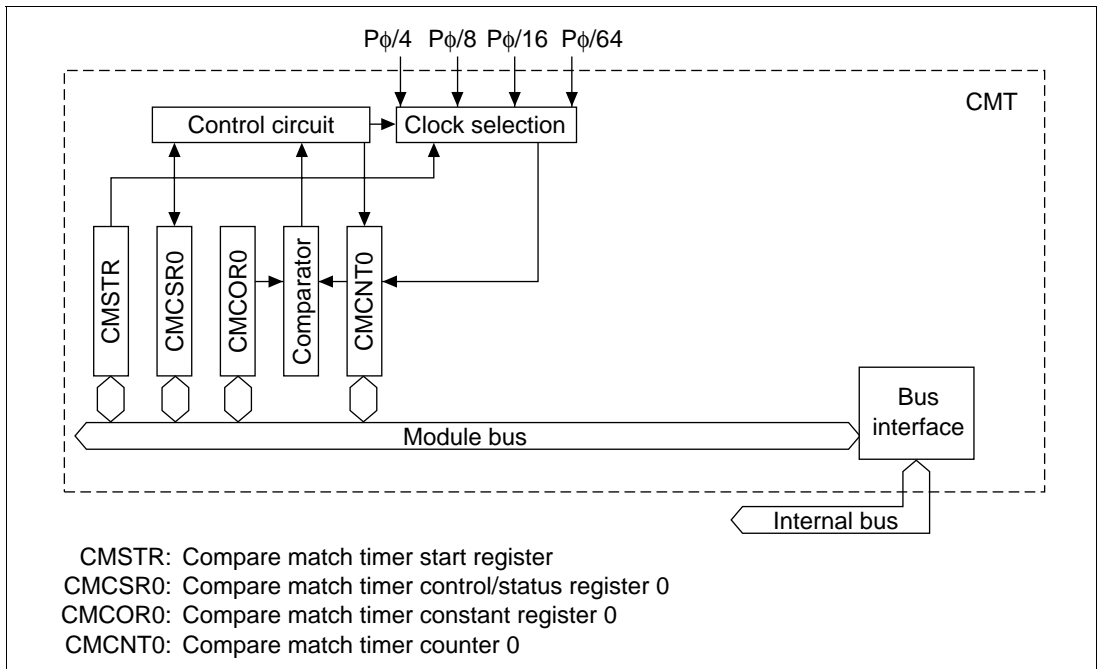 Pϕ/4 Pϕ/8 Pϕ/16 Pϕ/64
CMT
Control circuit
Clock selection
CMSTR
CMCSR0
CMCOR0
Comparator
CMCNT0
Bus
interface
Module bus
Internal bus
CMSTR: Compare match timer start register
CMCSR0: Compare match timer control/status register 0
CMCOR0: Compare match timer constant register 0
CMCNT0: Compare match timer counter 0